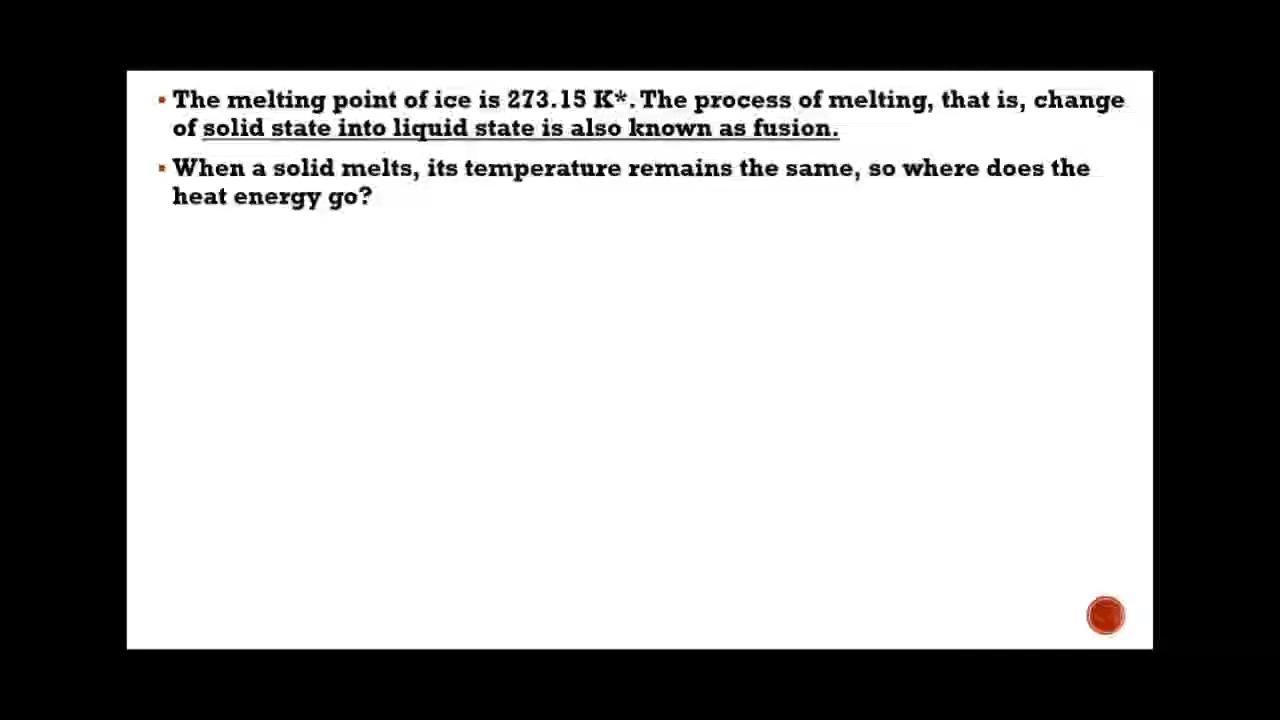 ▪ The melting point of ice is 273.15 K*. The process of melting, that is, change
of solid state into liquid state is also known as fusion.
▪ When a solid melts, its temperature remains the same, so where does the
heat energy go?